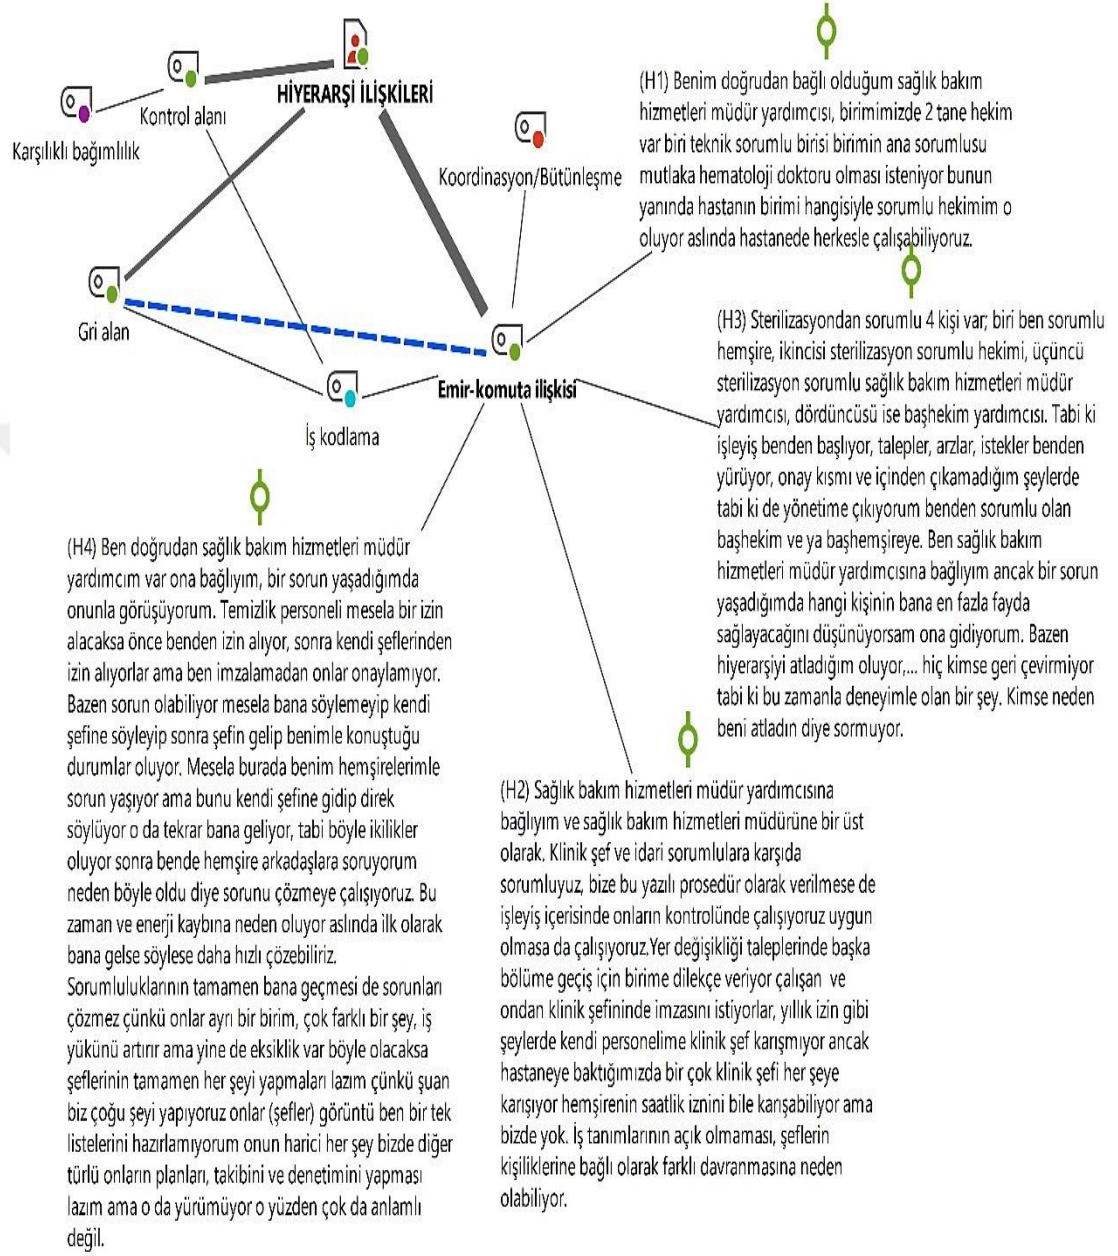 HİYERARŞİ İLİŞKİLERİ
Kontrol alanı
Karşılıklı bağımlılık
Koordinasyon/Bütünleşme
Gri alan
Emir-komuta ilişkisi
İş kodlama
(H1) Benim doğrudan bağlı olduğum sağlık bakım
hizmetleri müdür yardımcısı, birimimizde 2 tane hekim
var biri teknik sorumlu birisi birimin ana sorumlusu
mutlaka hematoloji doktoru olması isteniyor bunun
yanında hastanın birimi hangisiyle sorumlu hekimim o
oluyor aslında hastanede herkesle çalışabiliyoruz.
(H3) Sterilizasyondan sorumlu 4 kişi var; biri ben sorumlu
hemşire, ikincisi sterilizasyon sorumlu hekimi, üçüncü
sterilizasyon sorumlu sağlık bakım hizmetleri müdür
yardımcısı, dördüncüsü ise başhekim yardımcısı. Tabi ki
işleyiş benden başlıyor, talepler, arzlar, istekler benden
yürüyor, onay kısmı ve içinden çıkamadığım şeylerde
tabi ki de yönetime çıkıyorum benden sorumlu olan
başhekim ve ya başhemşireye. Ben sağlık bakım
hizmetleri müdür yardımcısına bağlıyım ancak bir sorun
yaşadığımda hangi kişinin bana en fazla fayda
sağlayacağını düşünüyorsam ona gidiyorum. Bazen
hiyerarşiyi atladığım oluyor,... hiç kimse geri çevirmiyor
tabi ki bu zamanla deneyimle olan bir şey. Kimse neden
beni atladın diye sormuyor.
(H4) Ben doğrudan sağlık bakım hizmetleri müdür
yardımcım var ona bağlıyım, bir sorun yaşadığımda
onunla görüşüyorum. Temizlik personeli mesela bir izin
alacaksa önce benden izin alıyor, sonra kendi şeflerinden
izin alıyorlar ama ben imzalamadan onlar onaylamıyor.
Bazen sorun olabiliyor mesela bana söylemeyip kendi
şefine söyleyip sonra şefin gelip benimle konuştuğu
durumlar oluyor. Mesela burada benim hemşirelerimle
sorun yaşıyor ama bunu kendi şefine gidip direk
söylüyor o da tekrar bana geliyor, tabi böyle ikilikler
oluyor sonra bende hemşire arkadaşlara soruyorum
neden böyle oldu diye sorunu çözmeye çalışıyoruz. Bu
zaman ve enerji kaybına neden oluyor aslında ilk olarak
bana gelse söylese daha hızlı çözebiliriz.
Sorumluluklarının tamamen bana geçmesi de sorunları
çözmez çünkü onlar ayrı bir birim, çok farklı bir şey, iş
yükünü artırır ama yine de eksiklik var böyle olacaksa
şeflerinin tamamen her şeyi yapmaları lazım çünkü şuan
biz çoğu şeyi yapıyoruz onlar (şefler) görüntü ben bir tek
listelerini hazırlamıyorum onun harici her şey bizde diğer
türlü onların planları, takibini ve denetimini yapması
lazım ama o da yürümüyor o yüzden çok da anlamlı
değil.
(H2) Sağlık bakım hizmetleri müdür yardımcısına
bağlıyım ve sağlık bakım hizmetleri müdürüne bir üst
olarak. Klinik şef ve idari sorumlulara karşıda
sorumluyuz, bize bu yazılı prosedür olarak verilmese de
işleyiş içerisinde onların kontrolünde çalışıyoruz uygun
olmasa da çalışıyoruz.Yer değişikliği taleplerinde başka
bölüme geçiş için birime dilekçe veriyor çalışan ve
ondan klinik şefininde imzasını istiyorlar, yıllık izin gibi
şeylerde kendi personelime klinik şef karışmıyor ancak
hastaneye baktığımızda bir çok klinik şefi her şeye
karışıyor hemşirenin saatlik iznini bile karışabiliyor ama
bizde yok. İş tanımlarının açık olmaması, şeflerin
kişiliklerine bağlı olarak farklı davranmasına neden
olabiliyor.